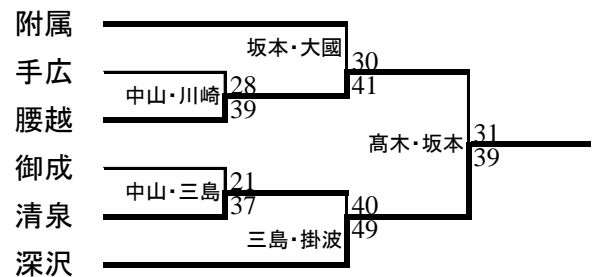 附属
坂本・大國
30
手広
41
中山・川崎
28
39
腰越
髙木・坂本
31
39
御成
中山・三島
21
37
清泉
40
三島・掛波
49
深沢